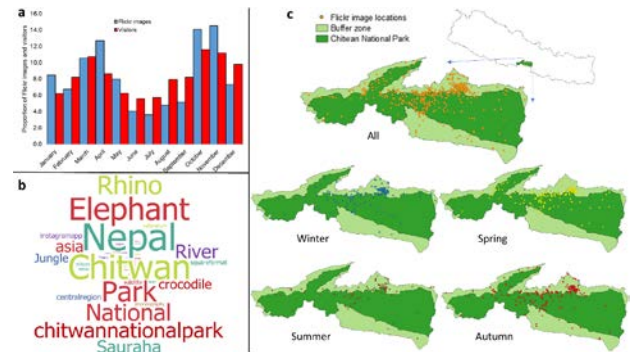 a
Flickr images
Visitors
Proportion of Flickr images and visitors
16.0
14.0
12.0
10.0
8.0
6.0
4.0
2.0
0.0
January
February
March
April
May
June
July
August
September
October
November
December
b
Rhino
Elephant
instagramapp
Nepal
asia
River
Jungle
squareformat
Chitwan
Park
crocodile
centralregion
National
chitwannationalpark
Sauraha
c
Flickr image locations
Buffer zone
Chitwan National Park
All
Winter
Spring
Summer
Autumn